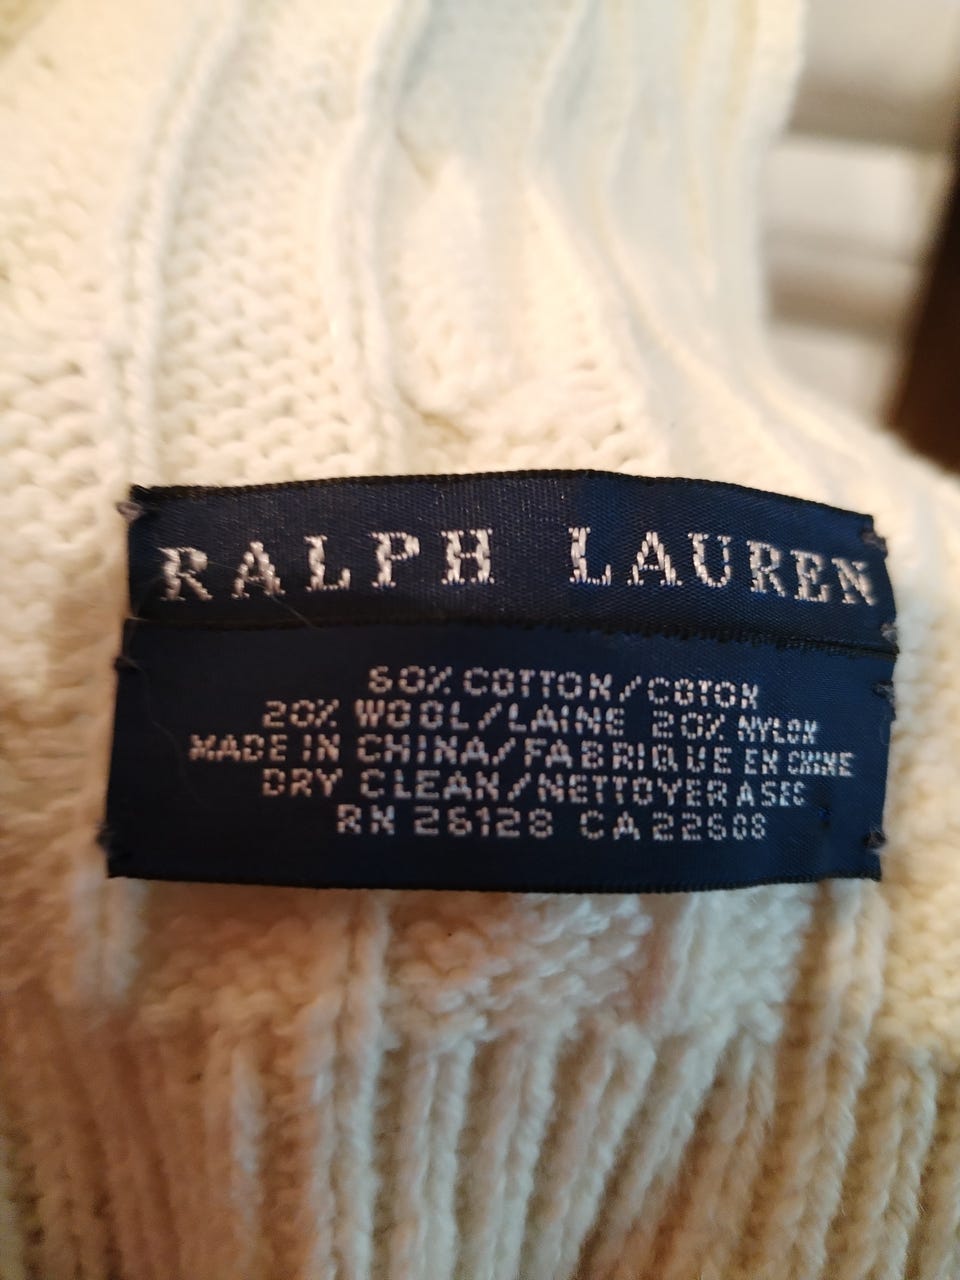 RALPH LAUREN
60% COTTON/COTON
20% WOOL/LAINE 20% NYLON
MADE IN CHINA/FABRIQUE EN CHINE
DRY CLEAN/NETTOYER A SEC
RN 26128 CA 22608